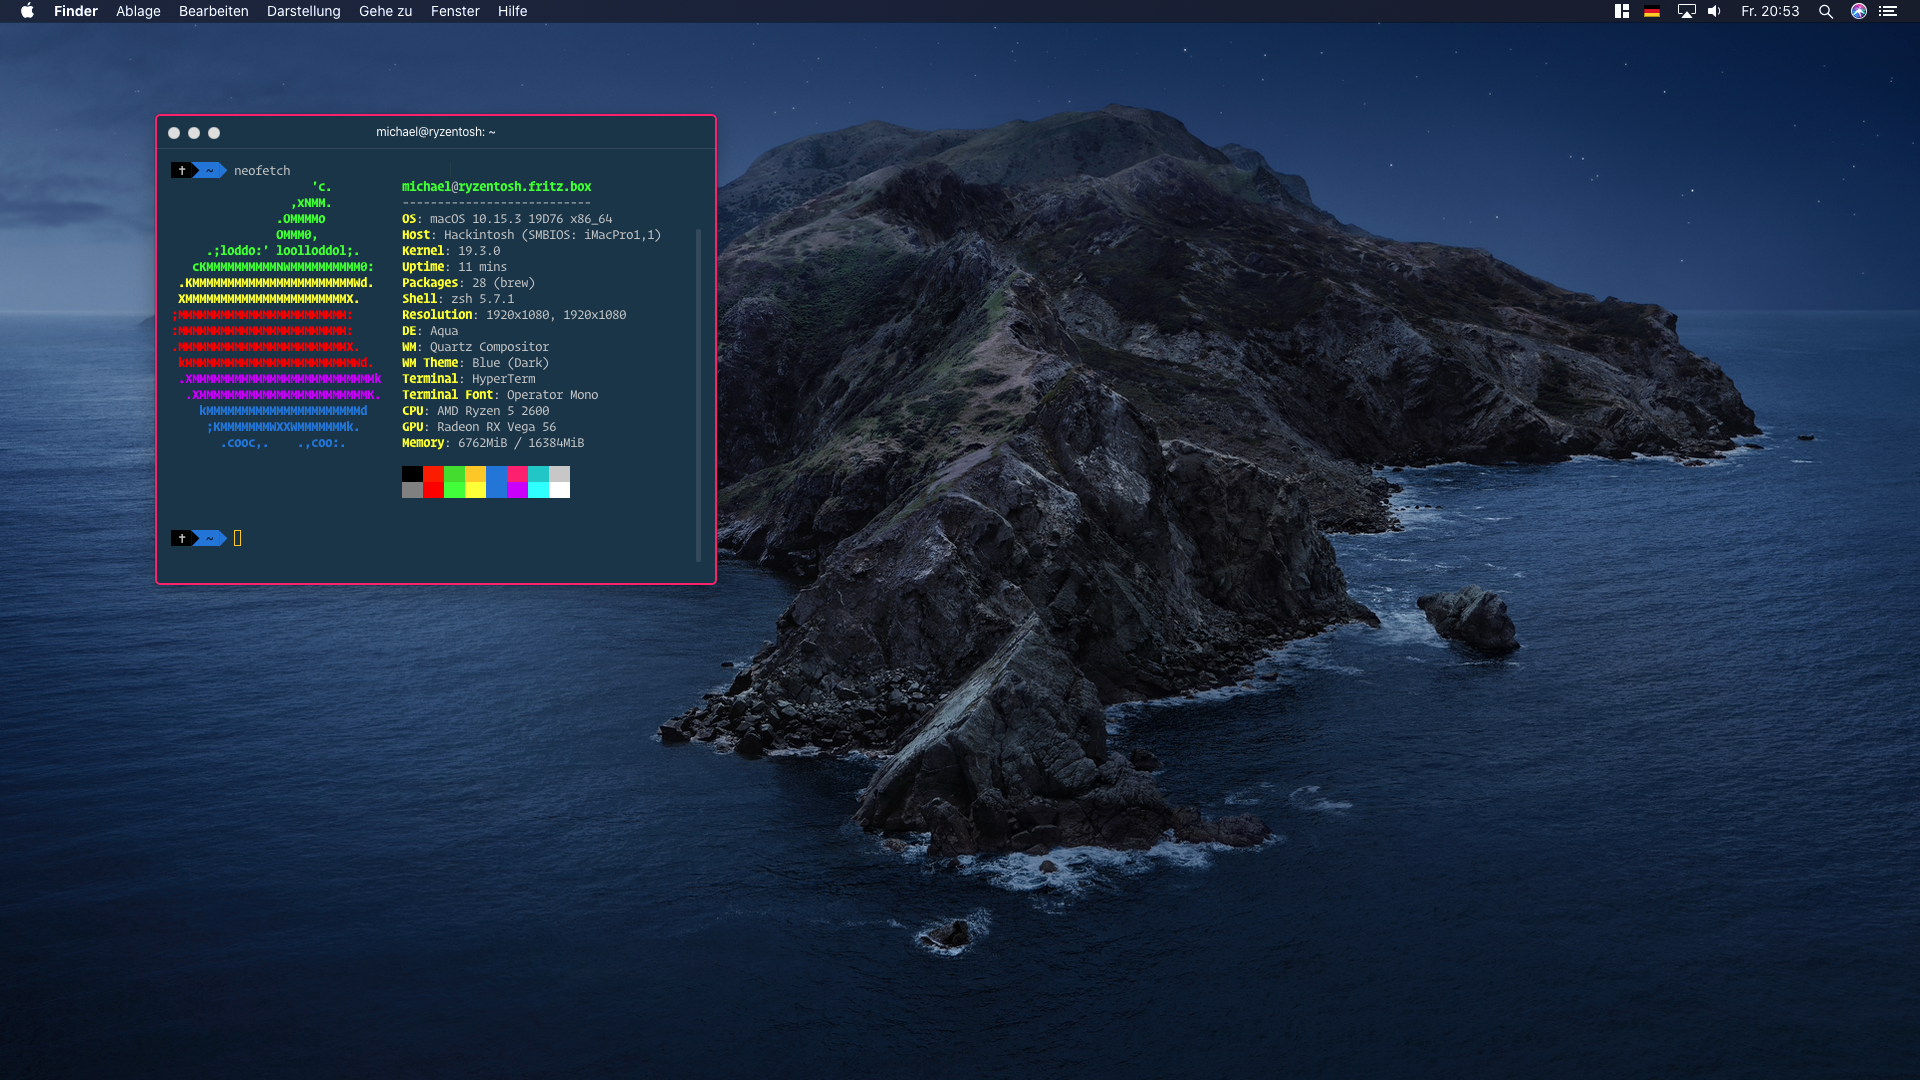 Finder Ablage Bearbeiten Darstellung Gehe zu Fenster Hilfe Fr. 20:53
michael@ryzentosh: ~
† ~ neofetch
'c. michael@ryzentosh.fritz.box
,xNMM. ---------------------------
.OMMMMo OS: macOS 10.15.3 19D76 x86_64
OMMM0, Host: Hackintosh (SMBIOS: iMacPro1,1)
.;loddo:' loolloddol;. Kernel: 19.3.0
cKMMMMMMMMMMNWMMMMMMMMMM0: Uptime: 11 mins
.KMMMMMMMMMMMMMMMMMMMMMMMWd. Packages: 28 (brew)
XMMMMMMMMMMMMMMMMMMMMMMMX. Shell: zsh 5.7.1
;MMMMMMMMMMMMMMMMMMMMMMMM: Resolution: 1920x1080, 1920x1080
:MMMMMMMMMMMMMMMMMMMMMMMM: DE: Aqua
.MMMMMMMMMMMMMMMMMMMMMMMMX. WM: Quartz Compositor
kMMMMMMMMMMMMMMMMMMMMMMMMWd. WM Theme: Blue (Dark)
.XMMMMMMMMMMMMMMMMMMMMMMMMMMk Terminal: HyperTerm
.XMMMMMMMMMMMMMMMMMMMMMMMMK. Terminal Font: Operator Mono
kMMMMMMMMMMMMMMMMMMMMMMd CPU: AMD Ryzen 5 2600
;KMMMMMMMWXXWMMMMMMMk. GPU: Radeon RX Vega 56
.cooc,. .,coo:. Memory: 6762MiB / 16384MiB
† ~